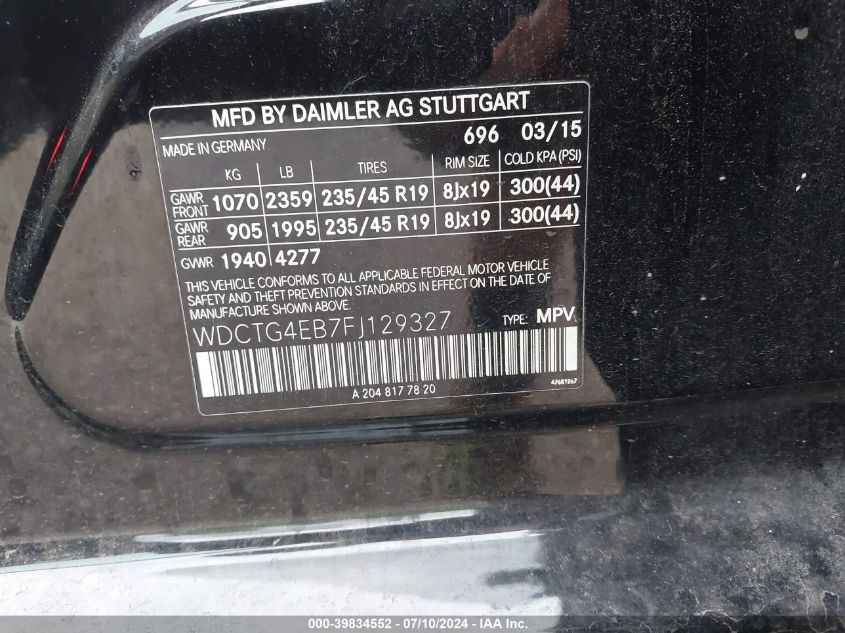 MFD BY DAIMLER AG STUTTGART
MADE IN GERMANY 696 03/15
KG LB TIRES RIM SIZE COLD KPA (PSI)
GAWR FRONT 1070 2359 235/45 R19 8Jx19 300(44)
GAWR REAR 905 1995 235/45 R19 8Jx19 300(44)
GVWR 1940 4277
THIS VEHICLE CONFORMS TO ALL APPLICABLE FEDERAL MOTOR VEHICLE
SAFETY AND THEFT PREVENTION STANDARDS IN EFFECT ON THE DATE OF
MANUFACTURE SHOWN ABOVE.
WDCTG4EB7FJ129327 TYPE: MPV
A 204 817 78 20 47681267
000-39834552 - 07/10/2024 - IAA Inc.